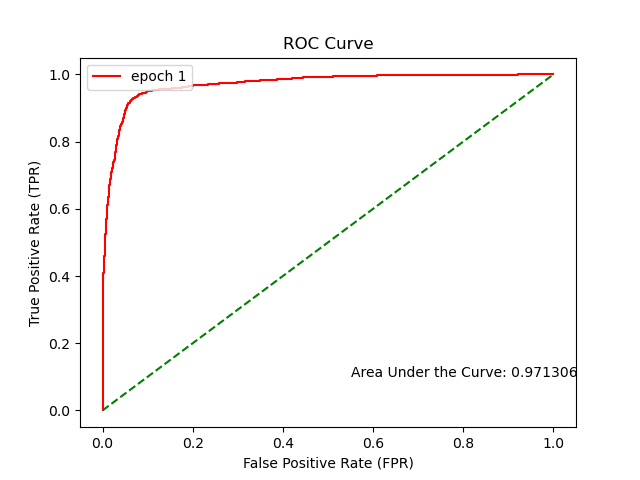 ROC Curve
epoch 1
True Positive Rate (TPR)
1.0
0.8
0.6
0.4
0.2
0.0
Area Under the Curve: 0.971306
0.0 0.2 0.4 0.6 0.8 1.0
False Positive Rate (FPR)